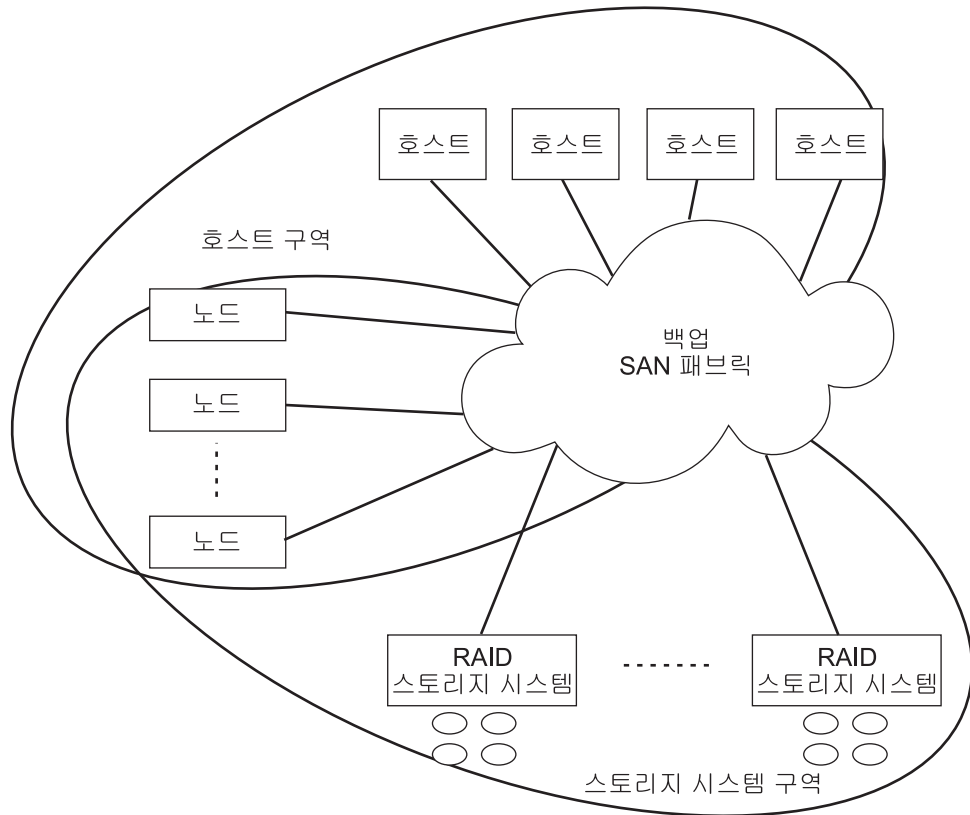 호스트
호스트
호스트
호스트
호스트 구역
노드
백업
SAN 패브릭
노드
노드
RAID
스토리지 시스템
RAID
스토리지 시스템
스토리지 시스템 구역